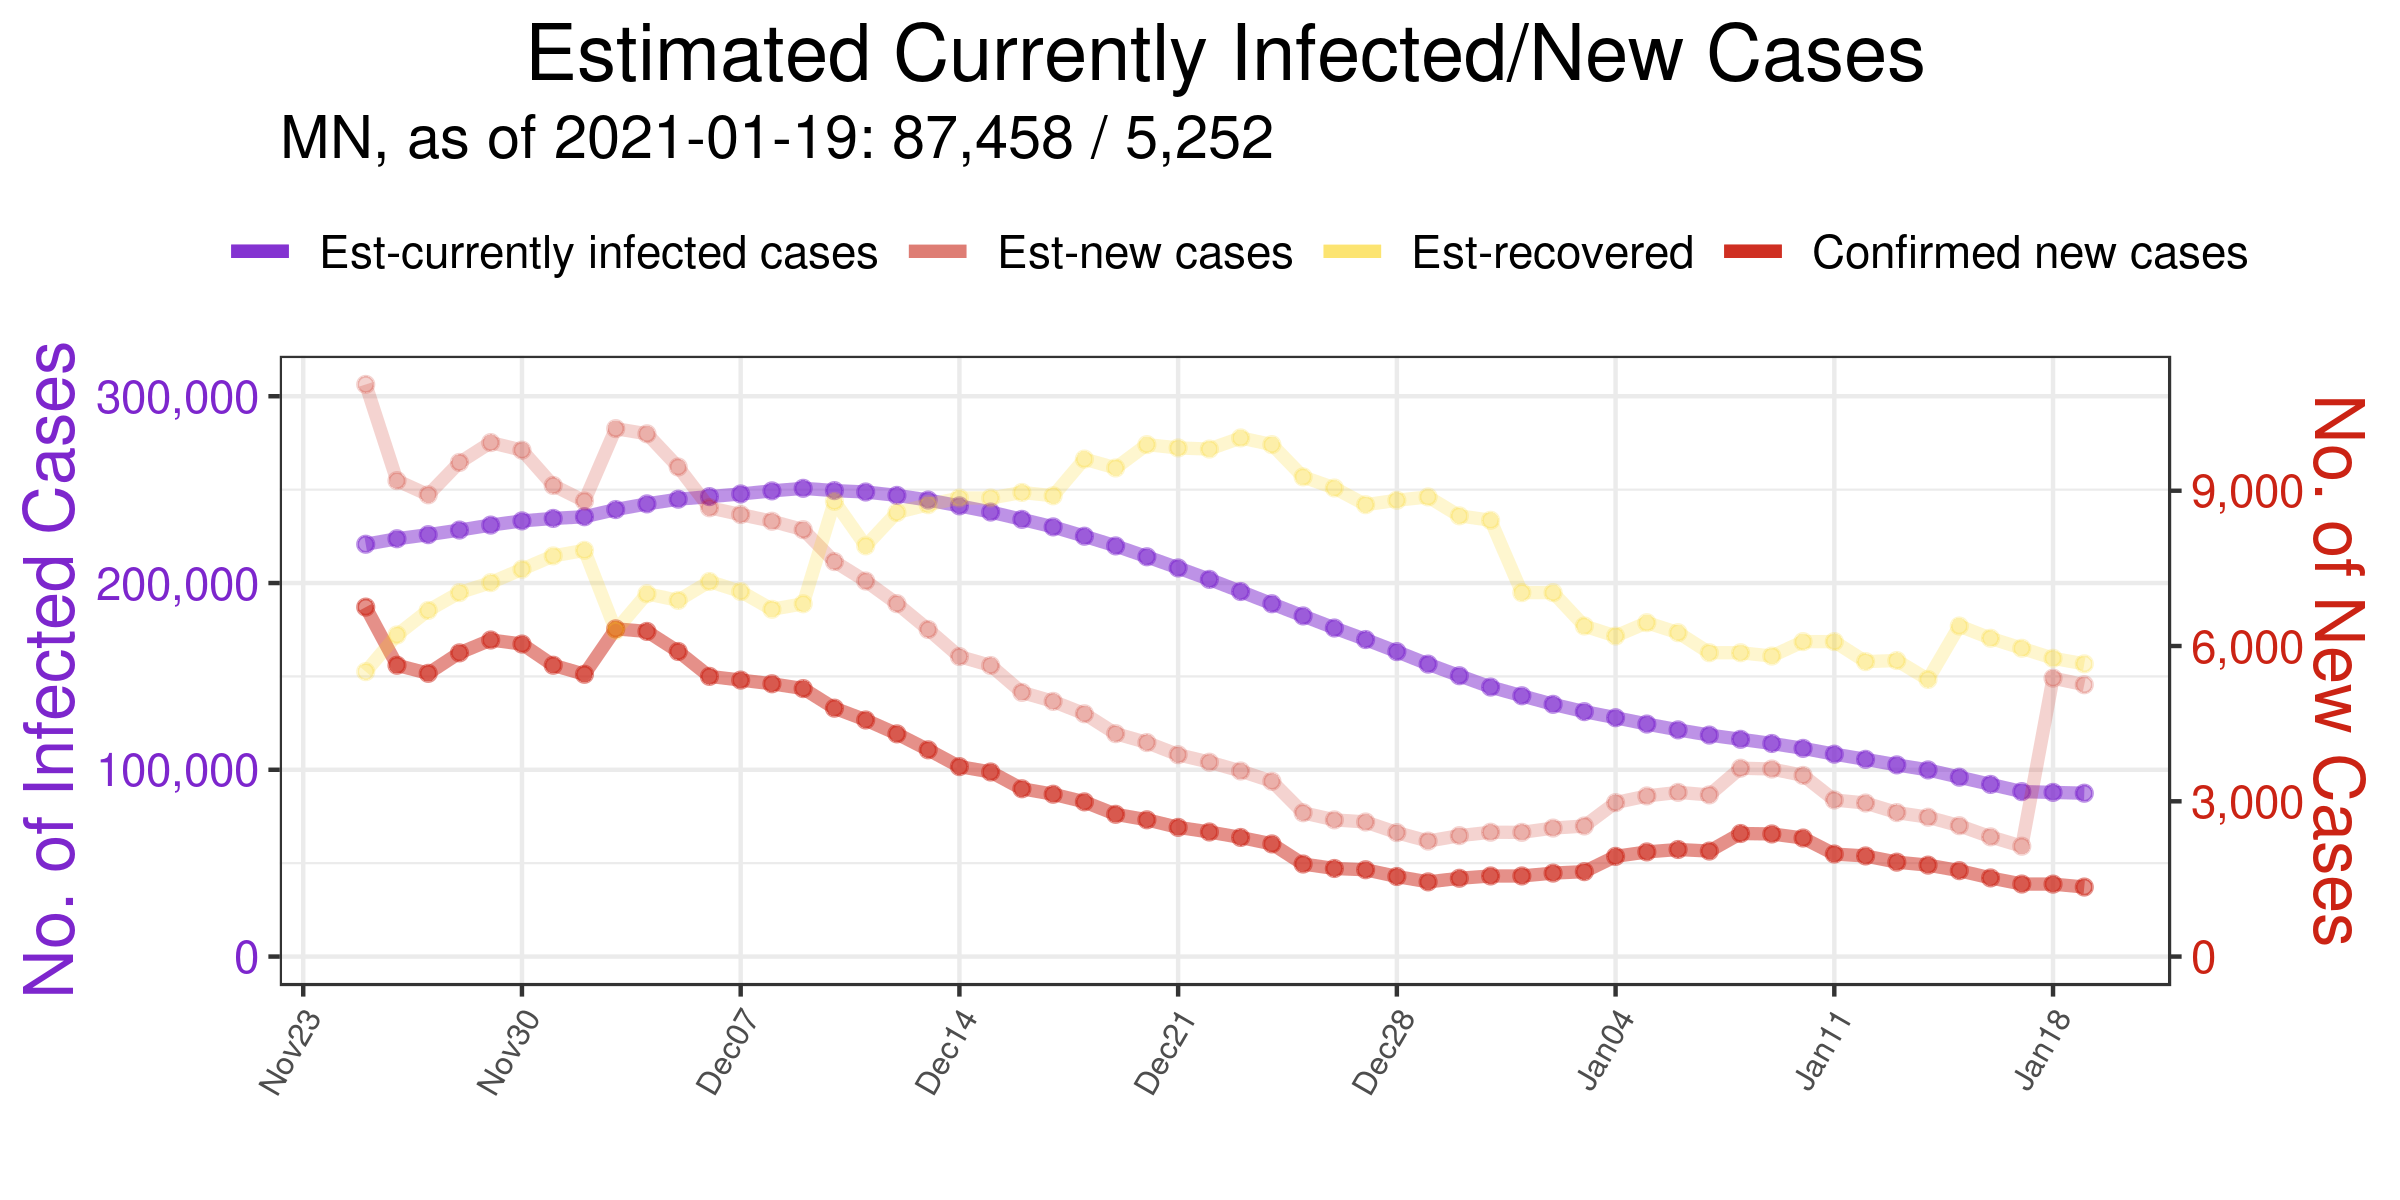 Estimated Currently Infected/New Cases
MN, as of 2021-01-19: 87,458 / 5,252
Est-currently infected cases Est-new cases Est-recovered Confirmed new cases
No. of Infected Cases
300,000
200,000
100,000
0
No. of New Cases
9,000
6,000
3,000
0
Nov23 Nov30 Dec07 Dec14 Dec21 Dec28 Jan04 Jan11 Jan18